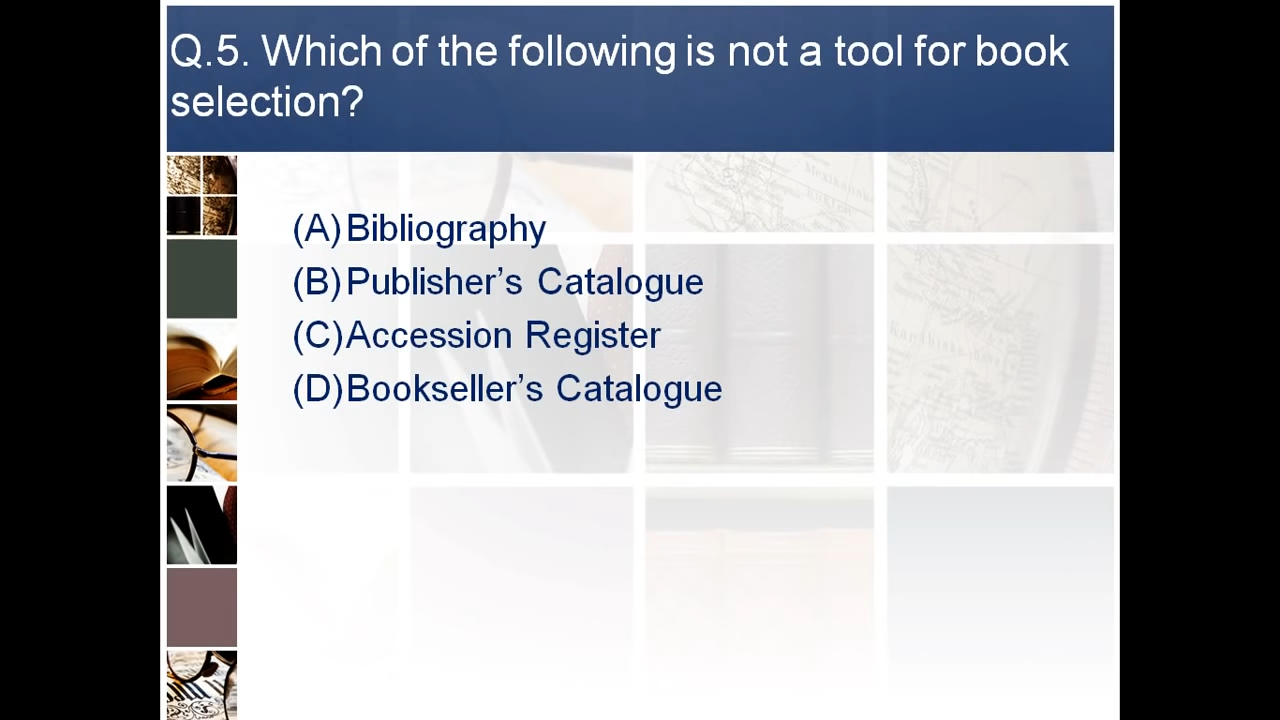 Q.5. Which of the following is not a tool for book
selection?
(A) Bibliography
(B) Publisher’s Catalogue
(C) Accession Register
(D) Bookseller’s Catalogue